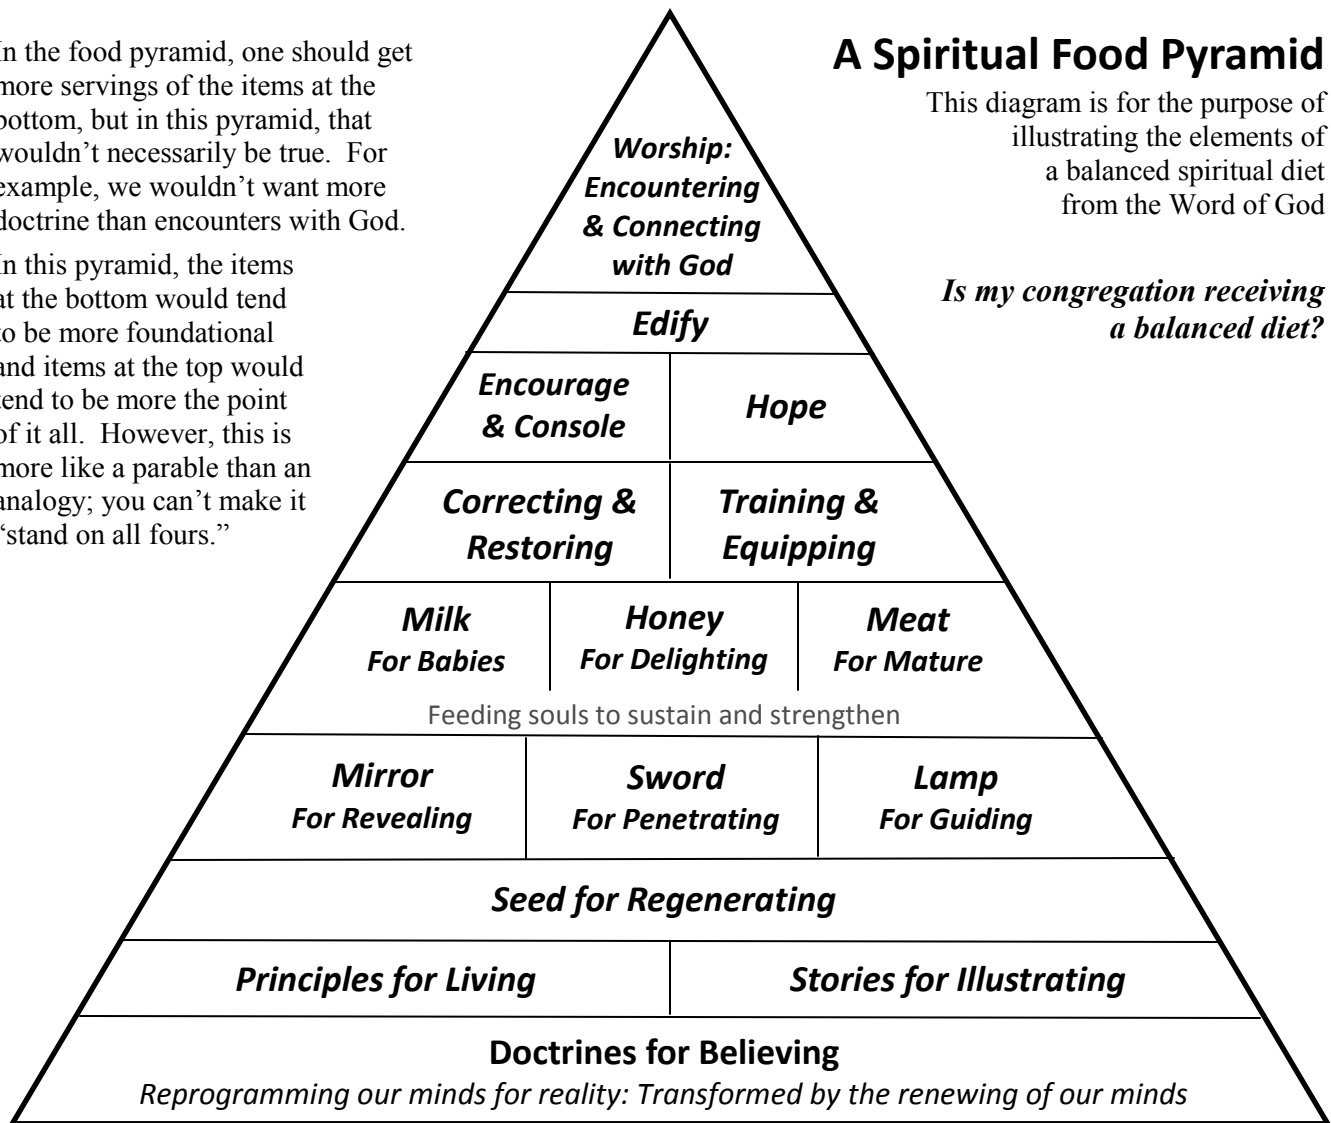 In the food pyramid, one should get
more servings of the items at the
bottom, but in this pyramid, that
wouldn’t necessarily be true.  For
example, we wouldn’t want more
doctrine than encounters with God.
In this pyramid, the items
at the bottom would tend
to be more foundational
and items at the top would
tend to be more the point
of it all.  However, this is
more like a parable than an
analogy; you can’t make it
“stand on all fours.”
A Spiritual Food Pyramid
This diagram is for the purpose of
illustrating the elements of
a balanced spiritual diet
from the Word of God
Is my congregation receiving
a balanced diet?
Worship:
Encountering
& Connecting
with God
Edify
Encourage
& Console
Hope
Correcting &
Restoring
Training &
Equipping
Milk
For Babies
Honey
For Delighting
Meat
For Mature
Feeding souls to sustain and strengthen
Mirror
For Revealing
Sword
For Penetrating
Lamp
For Guiding
Seed for Regenerating
Principles for Living
Stories for Illustrating
Doctrines for Believing
Reprogramming our minds for reality: Transformed by the renewing of our minds